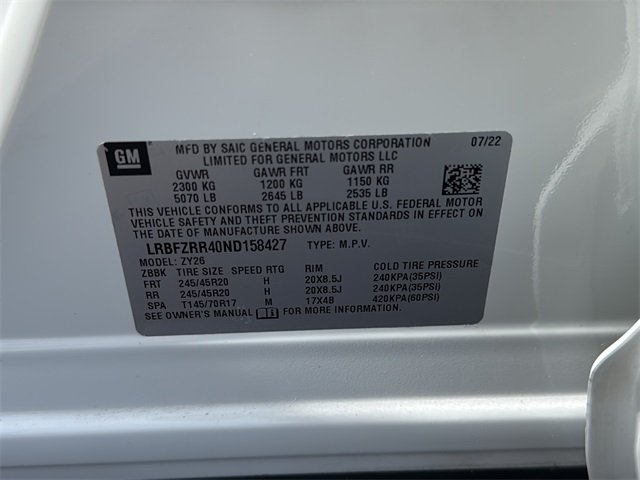 GM
MFD BY SAIC GENERAL MOTORS CORPORATION 07/22
LIMITED FOR GENERAL MOTORS LLC
GVWR GAWR FRT GAWR RR
2300 KG 1200 KG 1150 KG
5070 LB 2645 LB 2535 LB
THIS VEHICLE CONFORMS TO ALL APPLICABLE U.S. FEDERAL MOTOR
VEHICLE SAFETY AND THEFT PREVENTION STANDARDS IN EFFECT ON
THE DATE OF MANUFACTURE SHOWN ABOVE.
LRBFZRR40ND158427 TYPE: M.P.V.
MODEL: ZY26
ZBBK TIRE SIZE SPEED RTG RIM COLD TIRE PRESSURE
FRT 245/45R20 H 20X8.5J 240KPA(35PSI)
RR 245/45R20 H 20X8.5J 240KPA(35PSI)
SPA T145/70R17 M 17X4B 420KPA(60PSI)
SEE OWNER'S MANUAL FOR MORE INFORMATION.